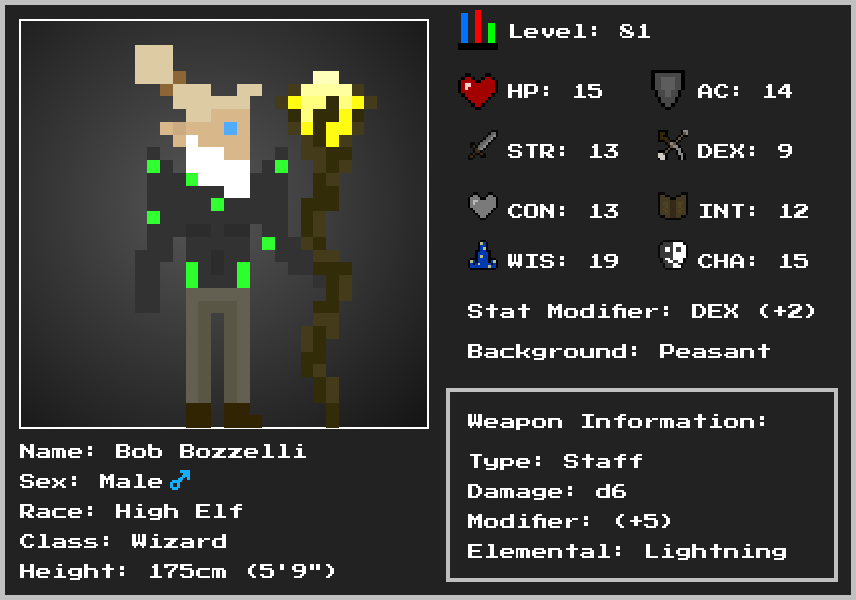 Level: 81
HP: 15
AC: 14
STR: 13
DEX: 9
CON: 13
INT: 12
WIS: 19
CHA: 15
Stat Modifier: DEX (+2)
Background: Peasant
Weapon Information:
Type: Staff
Damage: d6
Modifier: (+5)
Elemental: Lightning
Name: Bob Bozzelli
Sex: Male ♂
Race: High Elf
Class: Wizard
Height: 175cm (5'9")